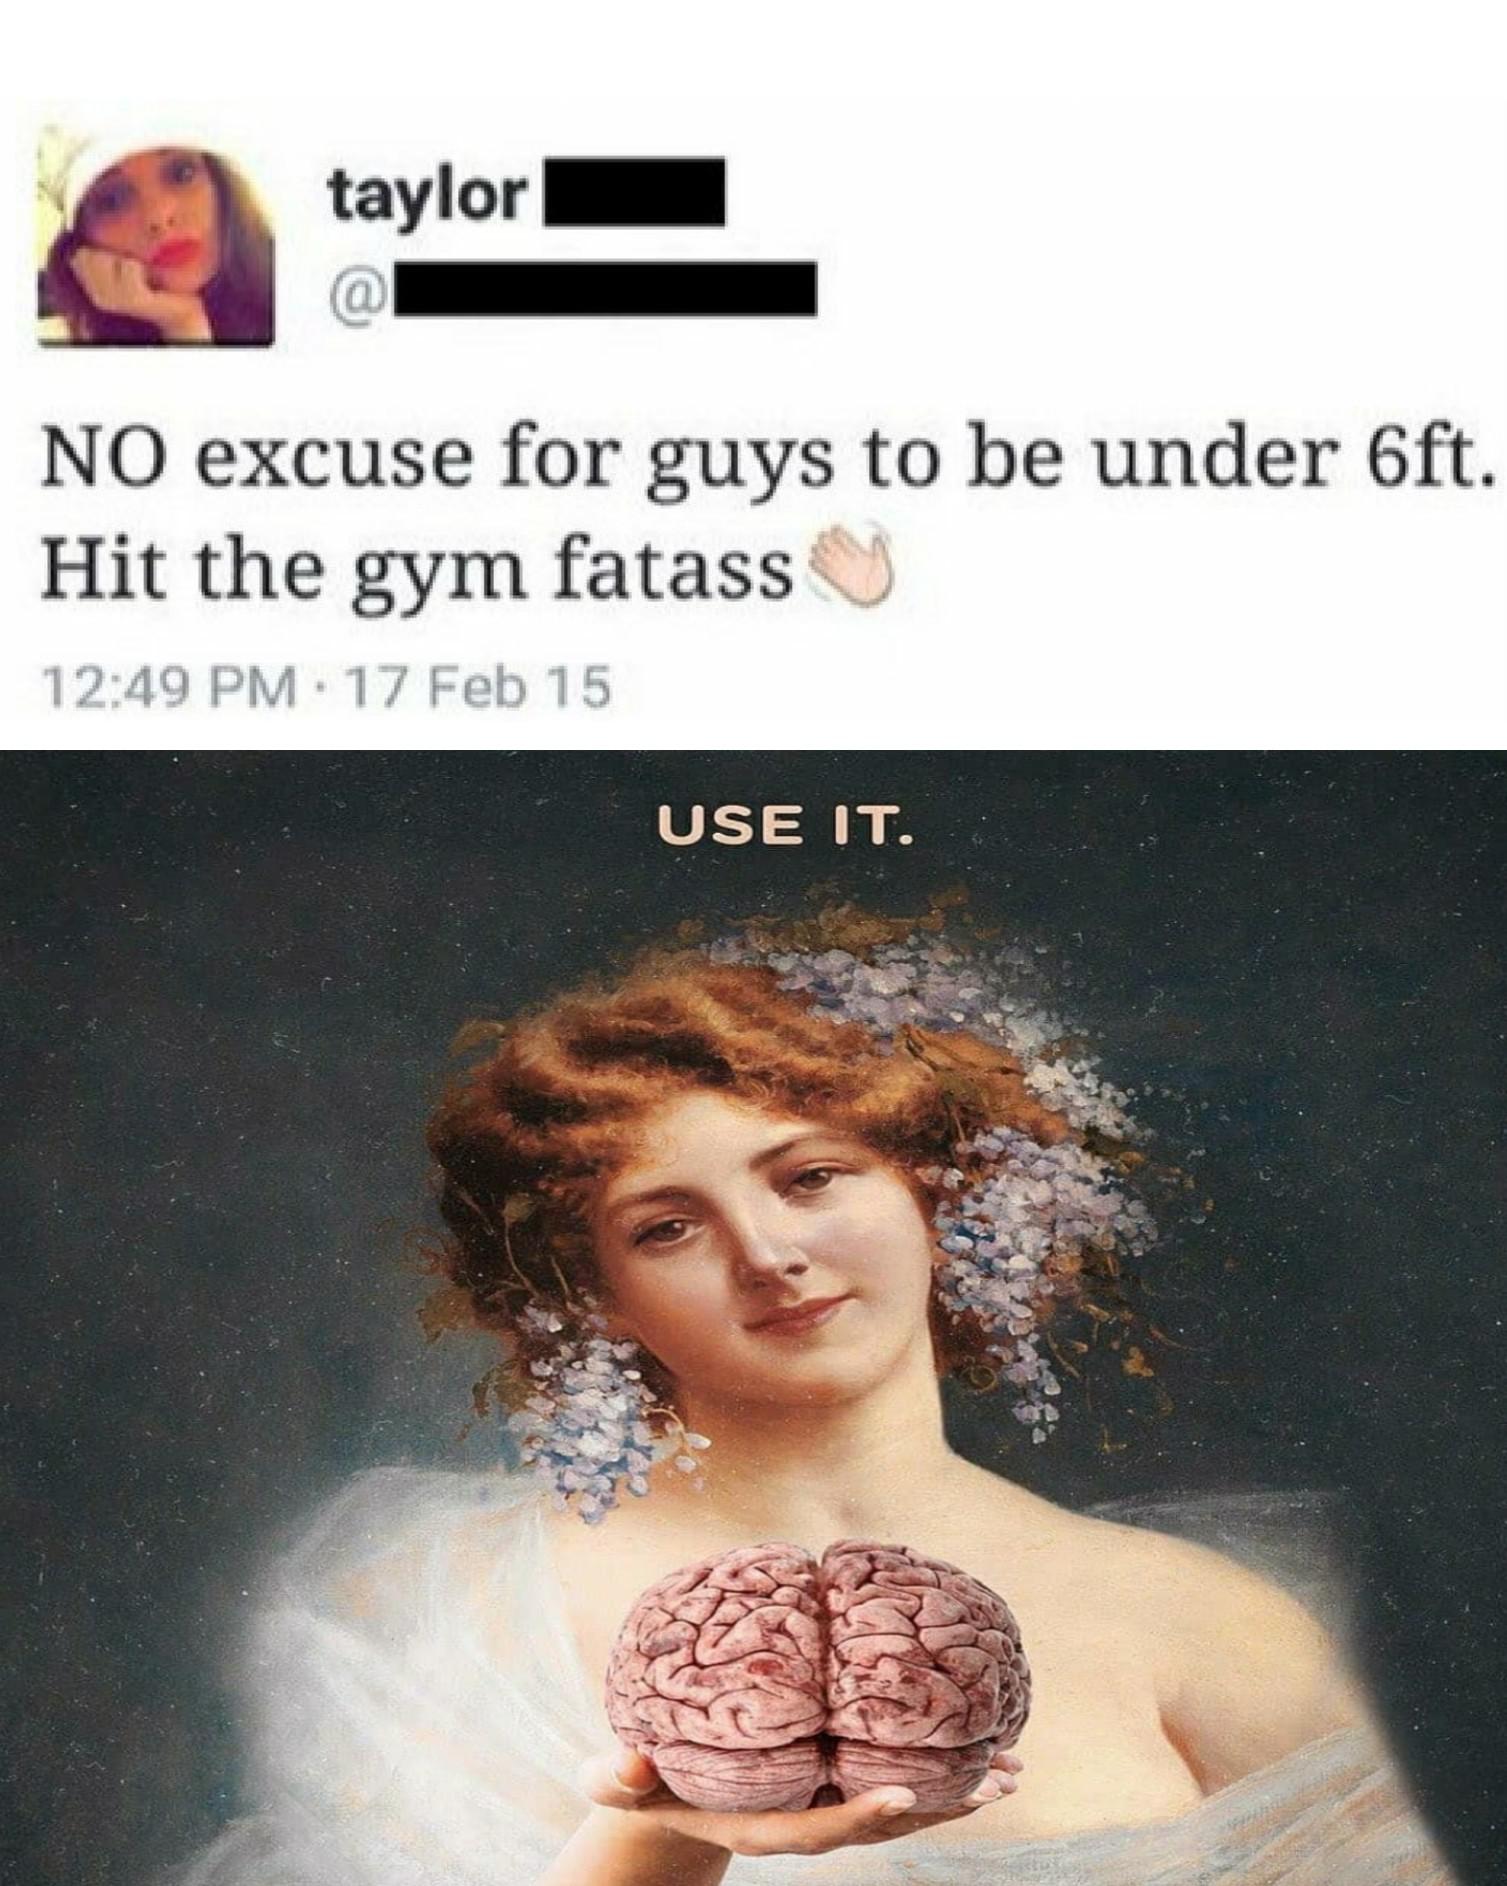 taylor
@
NO excuse for guys to be under 6ft.
Hit the gym fatass👋
12:49 PM · 17 Feb 15
USE IT.